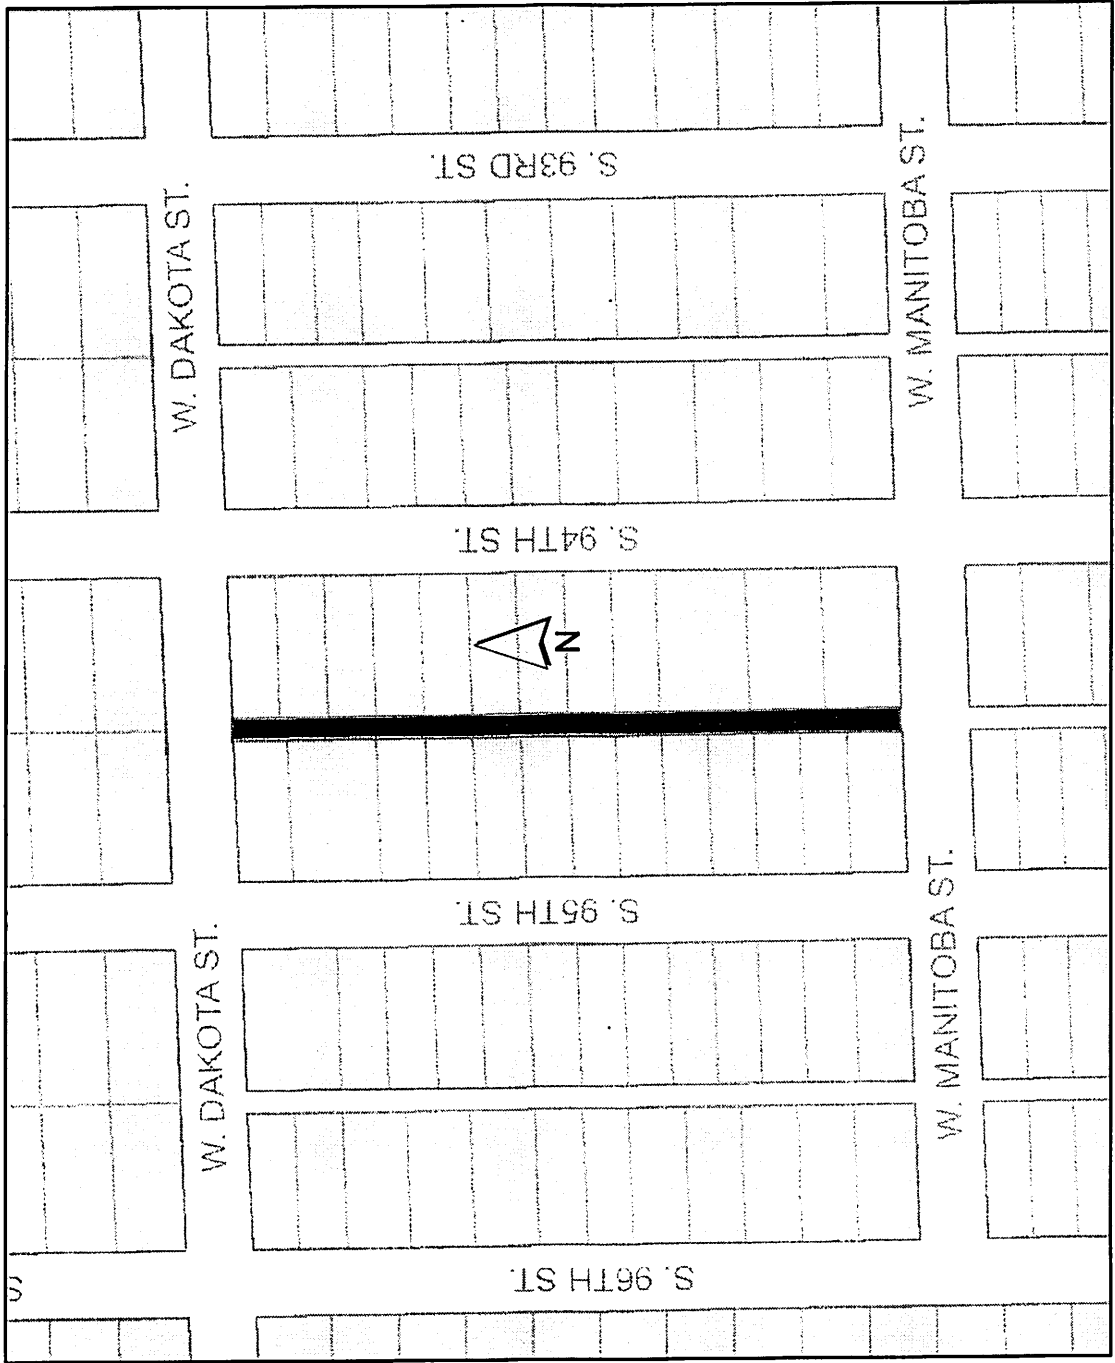 S. 93RD ST.
W. DAKOTA ST.
W. MANITOBA ST.
S. 94TH ST.
N
S. 95TH ST.
W. DAKOTA ST.
W. MANITOBA ST.
S. 96TH ST.
S